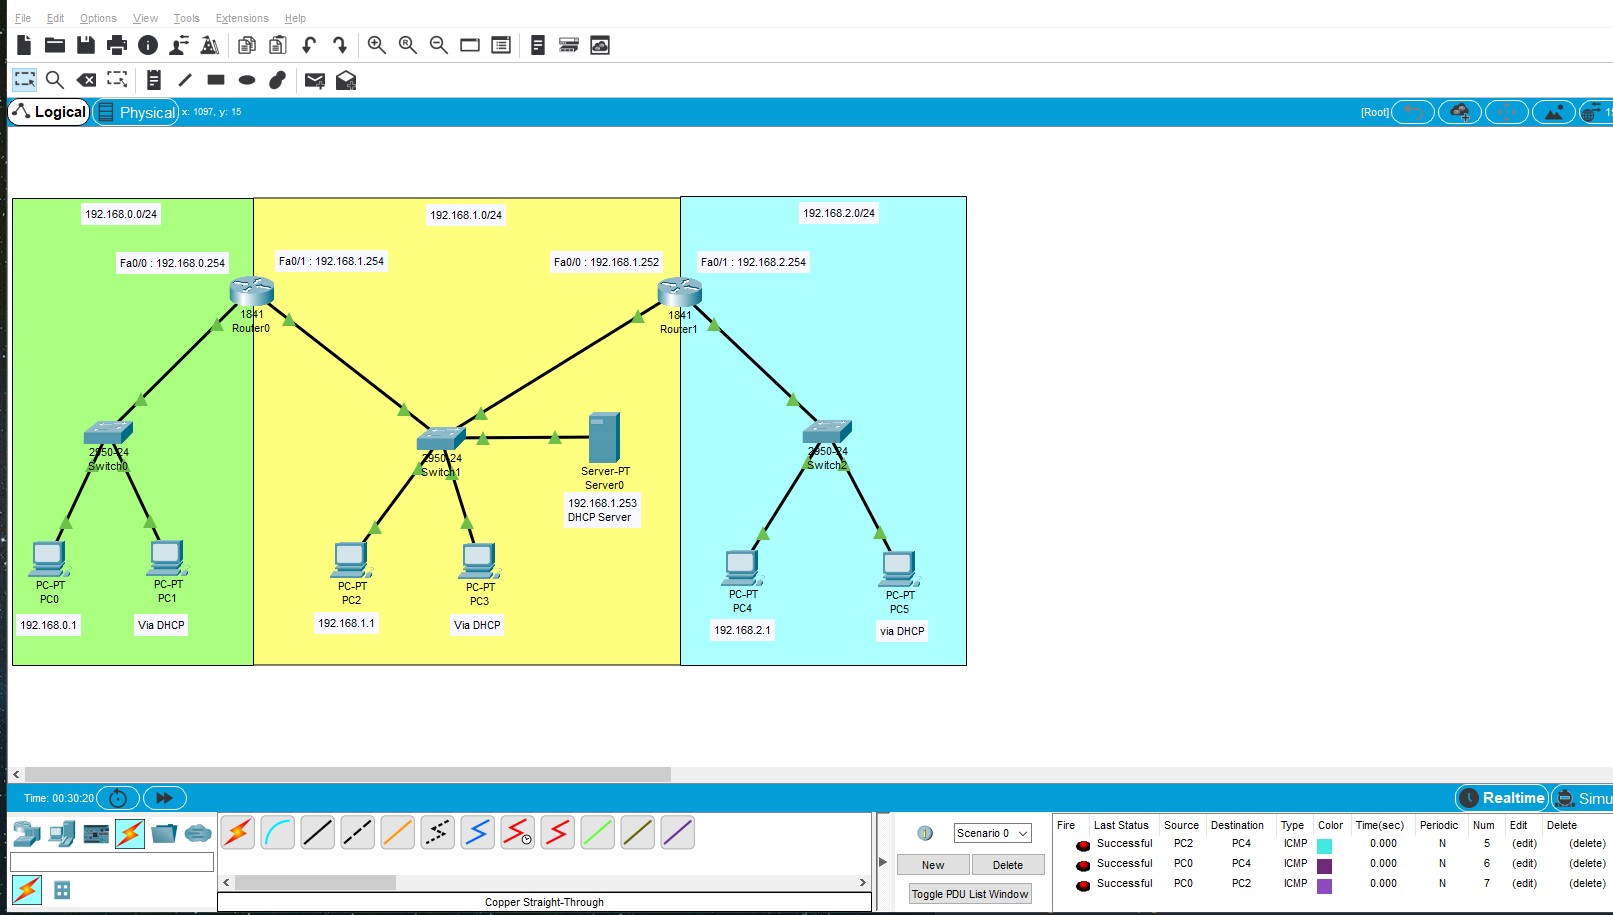 File Edit Options View Tools Extensions Help
Logical Physical x: 1097, y: 15 [Root]
192.168.0.0/24
192.168.1.0/24
192.168.2.0/24
Fa0/0 : 192.168.0.254
Fa0/1 : 192.168.1.254
Fa0/0 : 192.168.1.252
Fa0/1 : 192.168.2.254
1841
Router0
1841
Router1
2950-24
Switch0
2950-24
Switch1
Server-PT
Server0
192.168.1.253
DHCP Server
2950-24
Switch2
PC-PT
PC0
192.168.0.1
PC-PT
PC1
Via DHCP
PC-PT
PC2
192.168.1.1
PC-PT
PC3
Via DHCP
PC-PT
PC4
192.168.2.1
PC-PT
PC5
via DHCP
Time: 00:30:20
Realtime Simu
Scenario 0
New Delete
Toggle PDU List Window
Copper Straight-Through
Fire Last Status Source Destination Type Color Time(sec) Periodic Num Edit Delete
Successful PC2 PC4 ICMP 0.000 N 5 (edit) (delete)
Successful PC0 PC4 ICMP 0.000 N 6 (edit) (delete)
Successful PC0 PC2 ICMP 0.000 N 7 (edit) (delete)